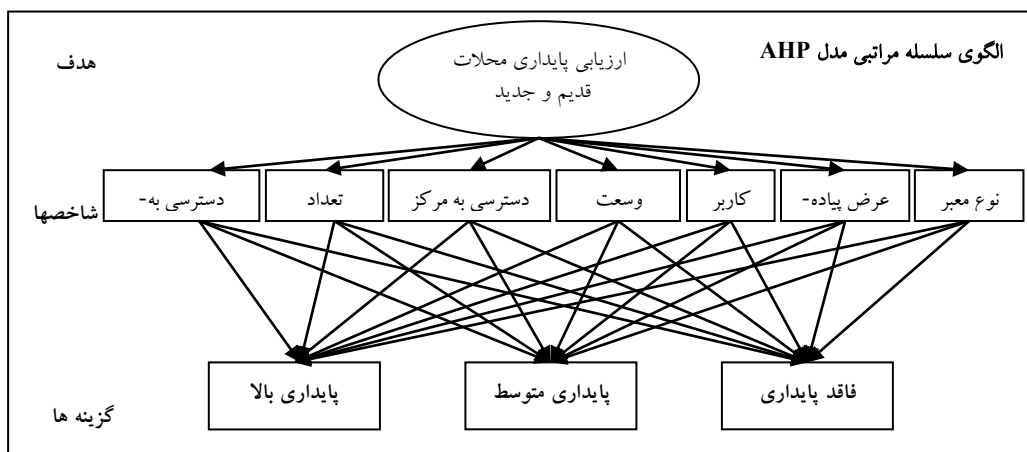 الگوی سلسله مراتبی مدل AHP
هدف
ارزیابی پایداری محلات
قدیم و جدید
شاخصها
نوع معبر
عرض پیاده-
کاربر
وسعت
دسترسی به مرکز
تعداد
دسترسی به-
گزینه ها
فاقد پایداری
پایداری متوسط
پایداری بالا